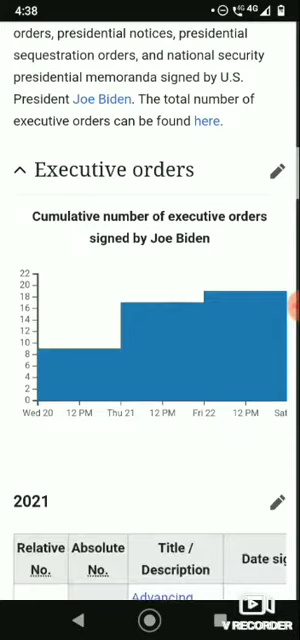 4:38
4G 4G
orders, presidential notices, presidential
sequestration orders, and national security
presidential memoranda signed by U.S.
President Joe Biden. The total number of
executive orders can be found here.
Executive orders
Cumulative number of executive orders
signed by Joe Biden
22
20
18
16
14
12
10
8
6
4
2
0
Wed 20 12 PM Thu 21 12 PM Fri 22 12 PM Sat
2021
Relative Absolute Title /
No. No. Description Date sig
Advancing
V RECORDER